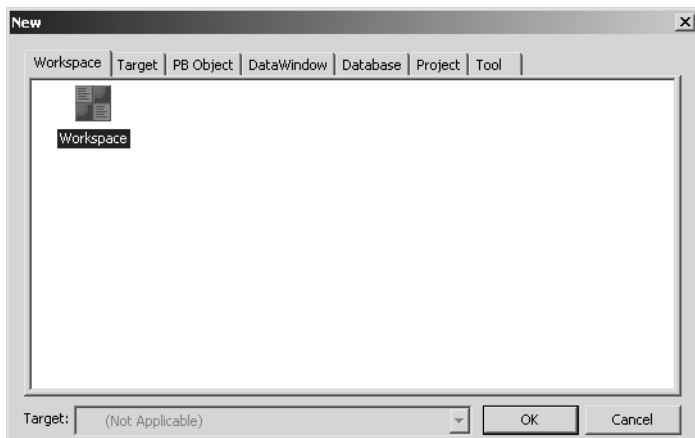 New
Workspace Target PB Object DataWindow Database Project Tool
Workspace
Target: (Not Applicable) OK Cancel